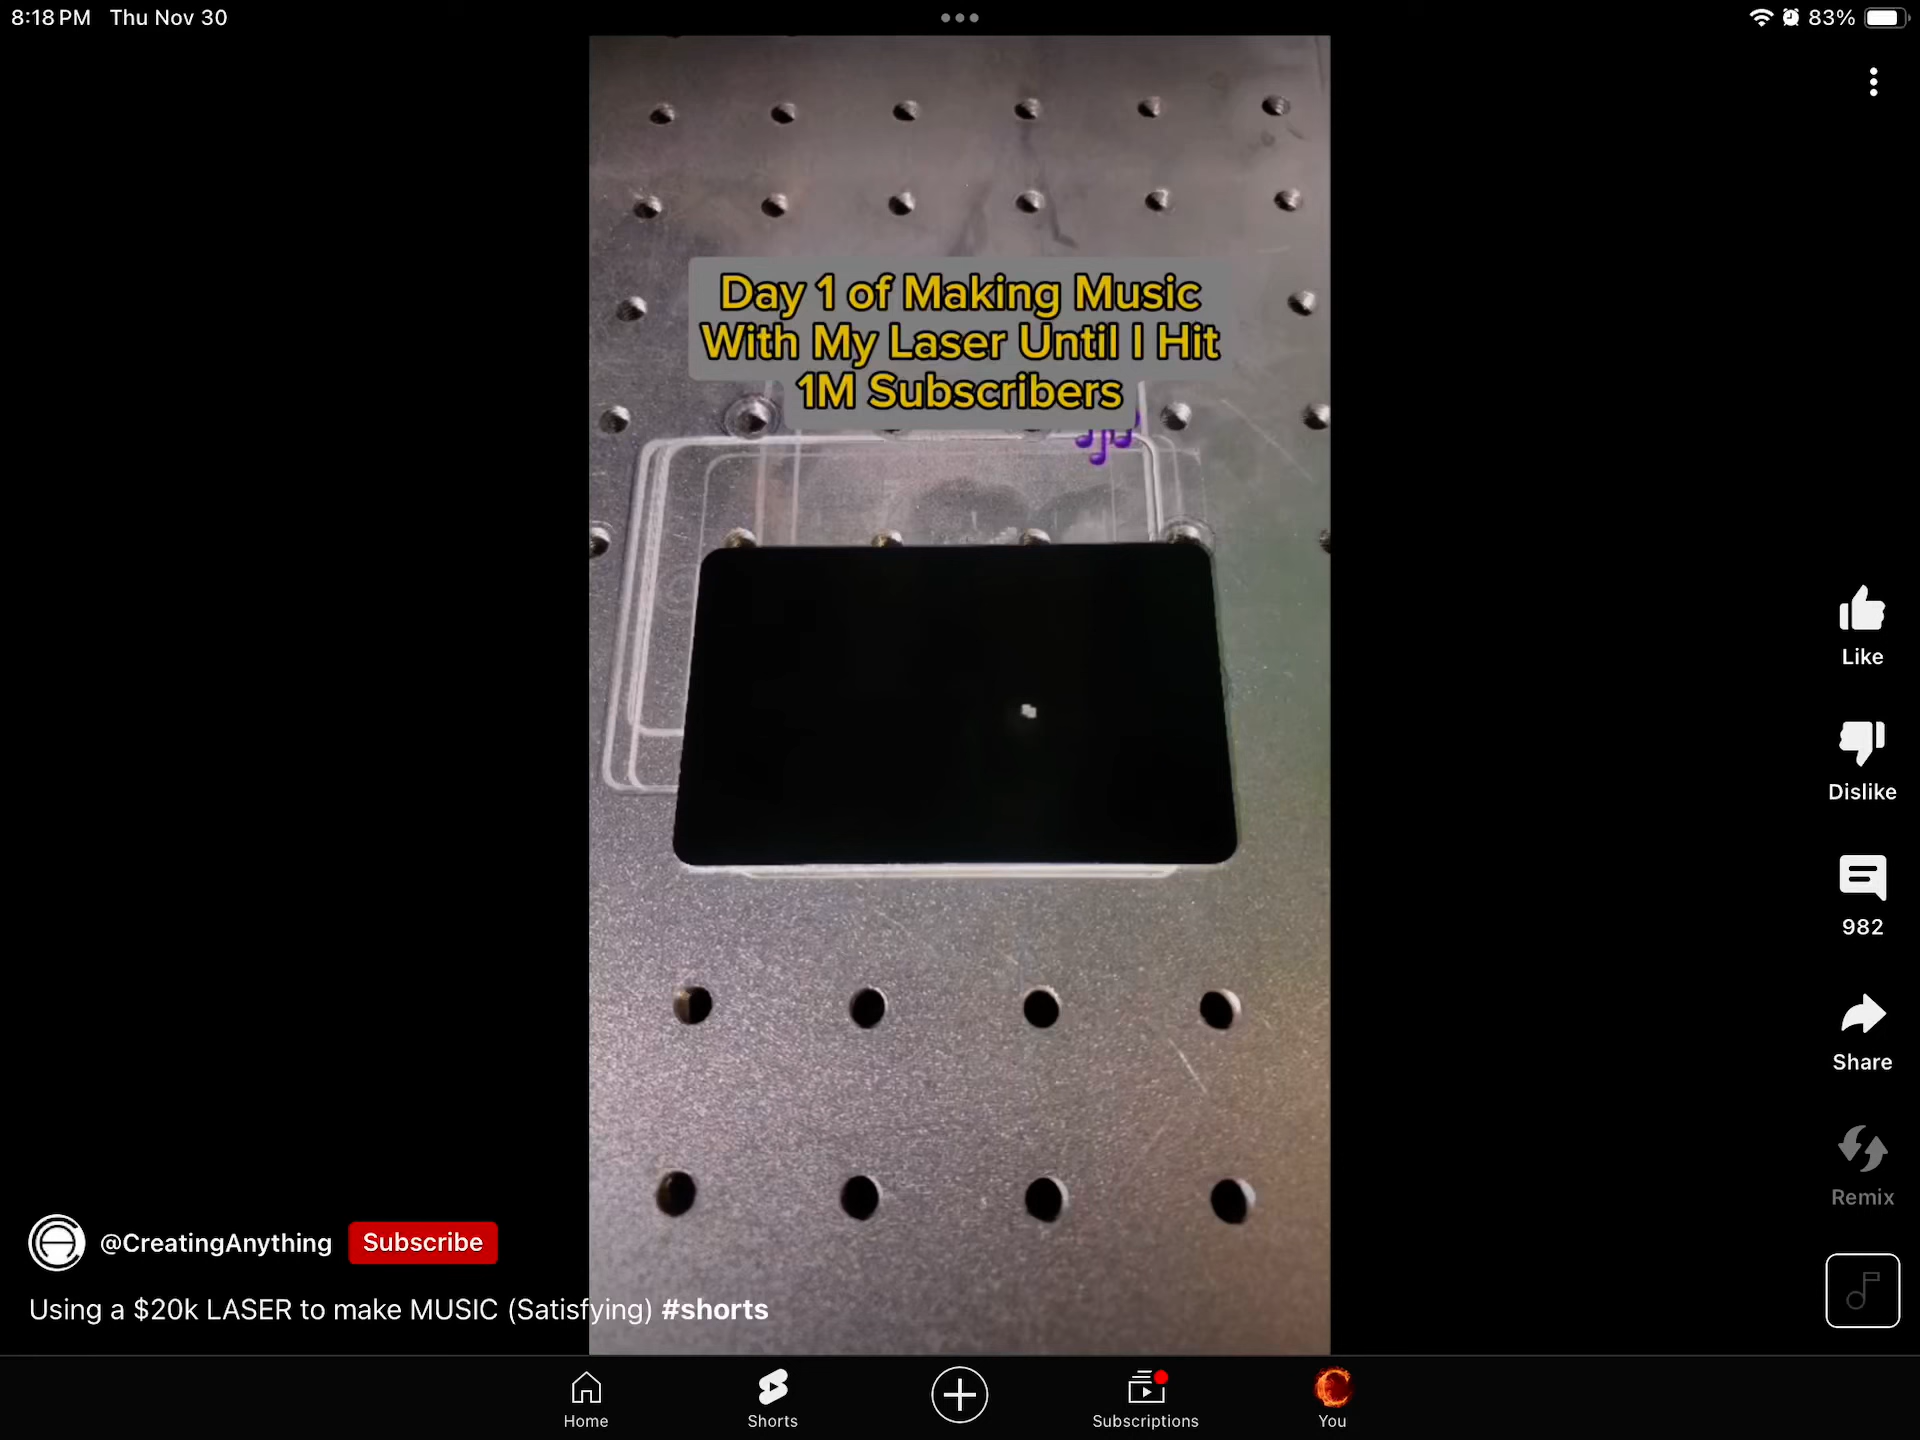 8:18 PM Thu Nov 30
83%
Day 1 of Making Music
With My Laser Until I Hit
1M Subscribers
Like
Dislike
982
Share
Remix
@CreatingAnything Subscribe
Using a $20k LASER to make MUSIC (Satisfying) #shorts
Home Shorts Subscriptions You